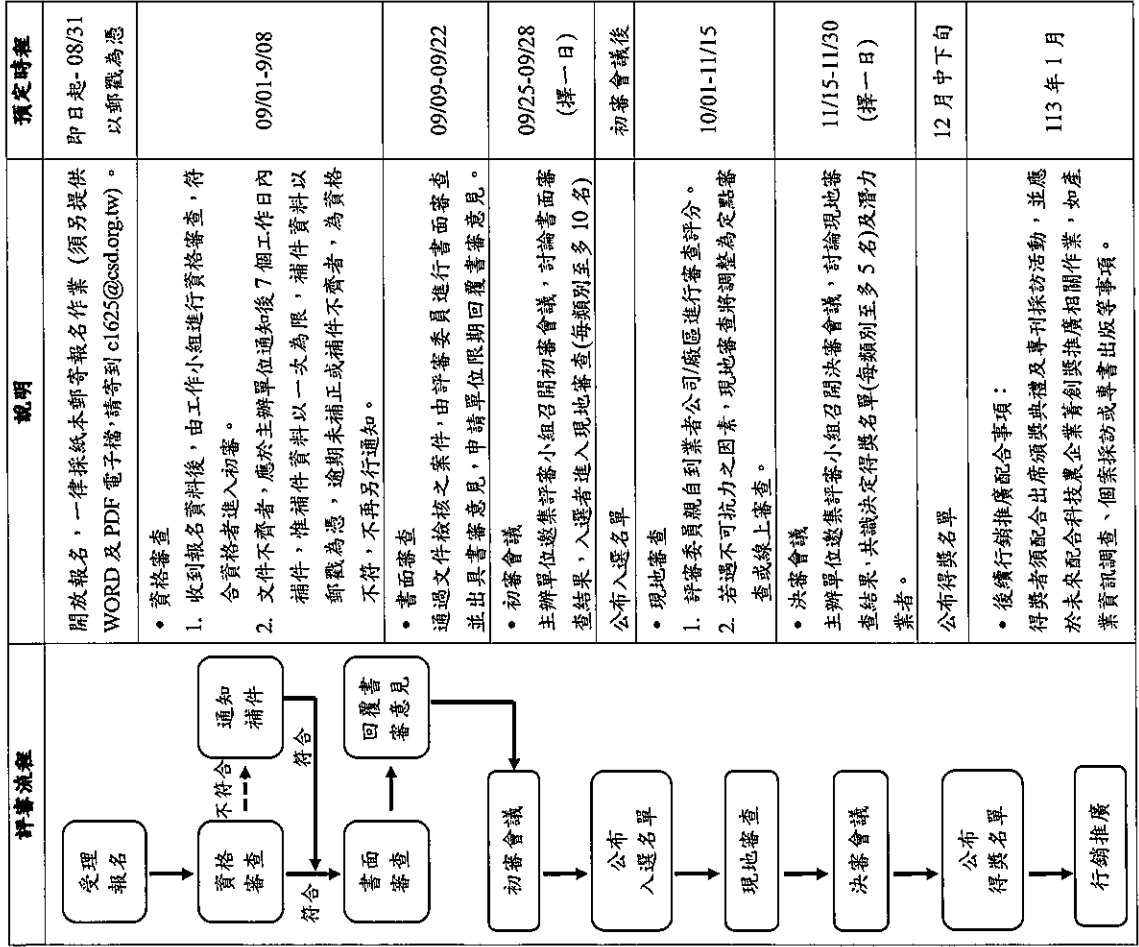 評審流程
說明
預定時程
受理
報名
開放報名，一律採紙本郵寄報名作業 (須另提供
WORD 及 PDF 電子檔，請寄到 c1625@csd.org.tw)。
即日起- 08/31
以郵戳為憑
資格
審查
不符合
通知
補件
符合
符合
• 資格審查
1. 收到報名資料後，由工作小組進行資格審查，符
合資格者進入初審。
2. 文件不齊者，應於主辦單位通知後 7 個工作日內
補件，惟補件資料以一次為限，補件資料以
郵戳為憑，逾期未補正或補件不齊者，為資格
不符，不再另行通知。
09/01-9/08
書面
審查
回覆書
審意見
• 書面審查
通過文件檢核之案件，由評審委員進行書面審查
並出具書審意見，申請單位限期回覆書審意見。
09/09-09/22
初審會議
• 初審會議
主辦單位邀集評審小組召開初審會議，討論書面審
查結果，入選者進入現地審查(每類別至多 10 名)
09/25-09/28
(擇一日)
公布
入選名單
公布入選名單
初審會議後
現地審查
• 現地審查
1. 評審委員親自到業者公司/廠區進行審查評分。
2. 若遇不可抗力之因素，現地審查將調整為定點審
查或線上審查。
10/01-11/15
決審會議
• 決審會議
主辦單位邀集評審小組召開決審會議，討論現地審
查結果，共識決定得獎名單(每類別至多 5 名)及潛力
業者。
11/15-11/30
(擇一日)
公布
得獎名單
公布得獎名單
12 月中下旬
行銷推廣
• 後續行銷推廣配合事項：
得獎者須配合出席頒獎典禮及專刊採訪活動，並應
於未來配合科技農企業菁創獎推廣相關作業，如產
業資訊調查、個案採訪或專書出版等事項。
113 年 1 月